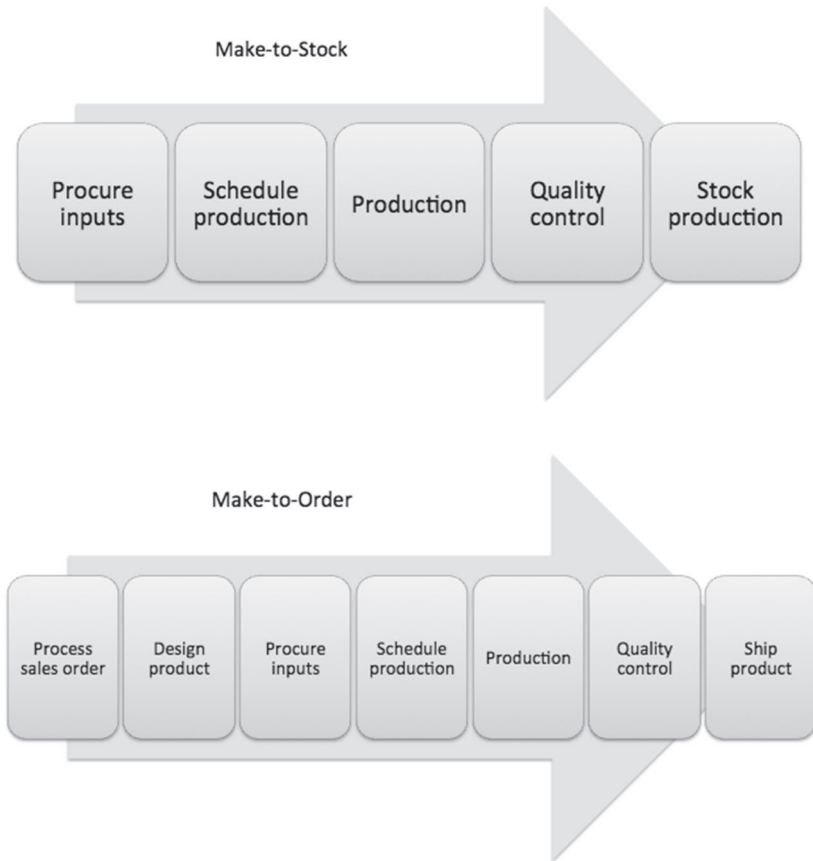 Make-to-Stock
Procure
inputs
Schedule
production
Production
Quality
control
Stock
production
Make-to-Order
Process
sales order
Design
product
Procure
inputs
Schedule
production
Production
Quality
control
Ship
product